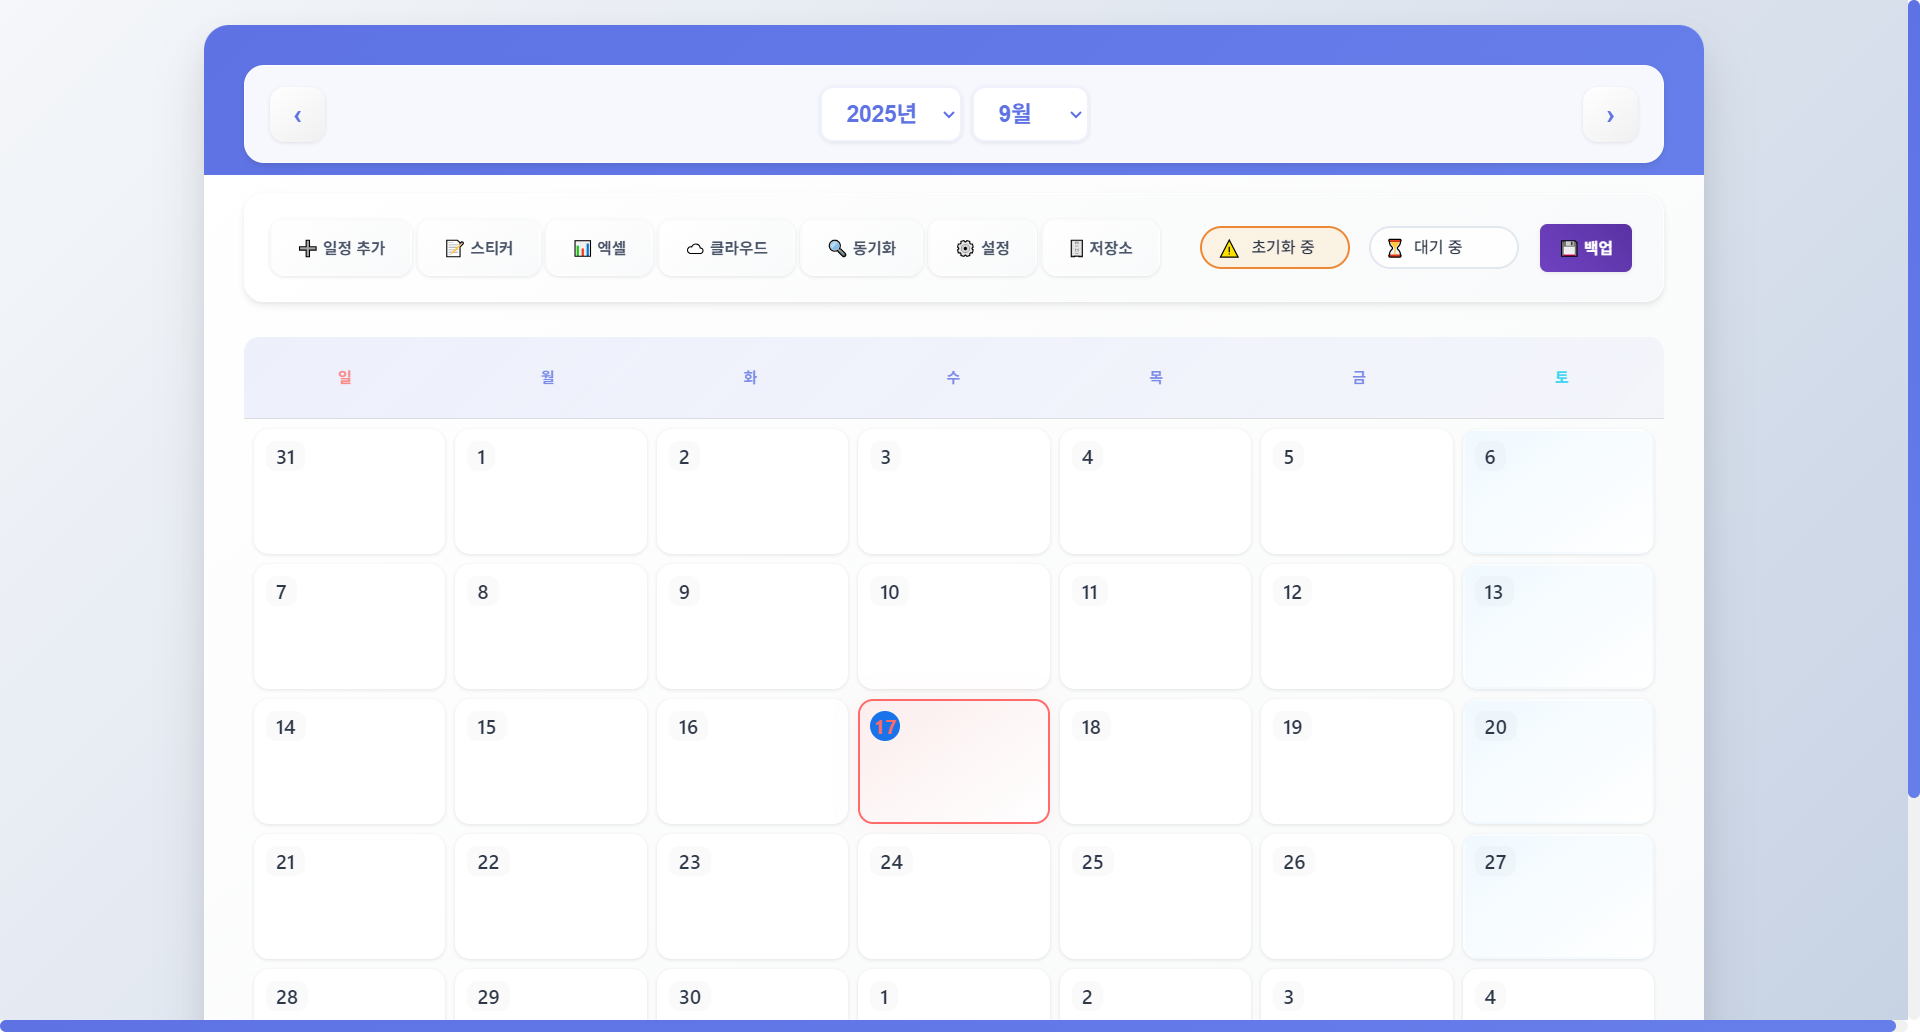 ‹ 2025년 9월 ›
➕ 일정 추가 📝 스티커 📊 엑셀 ☁ 클라우드 🔍 동기화 ⚙ 설정 🗄 저장소 ⚠ 초기화 중 ⏳ 대기 중 💾 백업
일 월 화 수 목 금 토
31 1 2 3 4 5 6
7 8 9 10 11 12 13
14 15 16 17 18 19 20
21 22 23 24 25 26 27
28 29 30 1 2 3 4